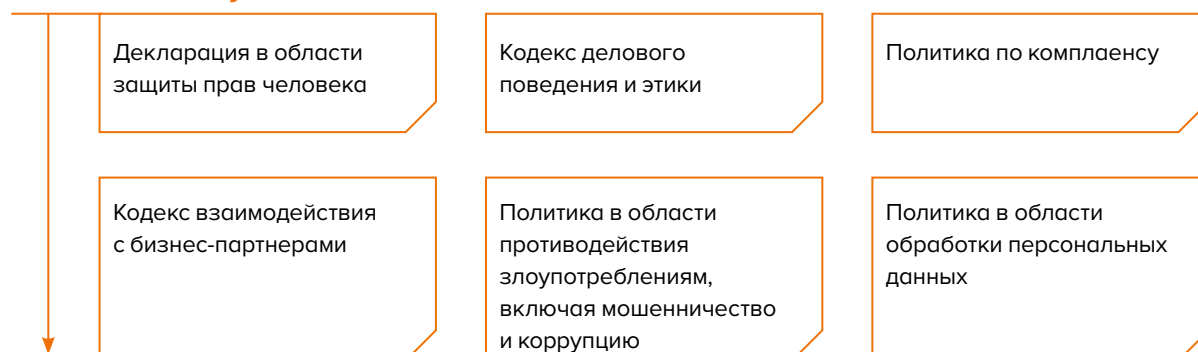 Декларация в области
защиты прав человека
Кодекс делового
поведения и этики
Политика по комплаенсу
Кодекс взаимодействия
с бизнес-партнерами
Политика в области
противодействия
злоупотреблениям,
включая мошенничество
и коррупцию
Политика в области
обработки персональных
данных